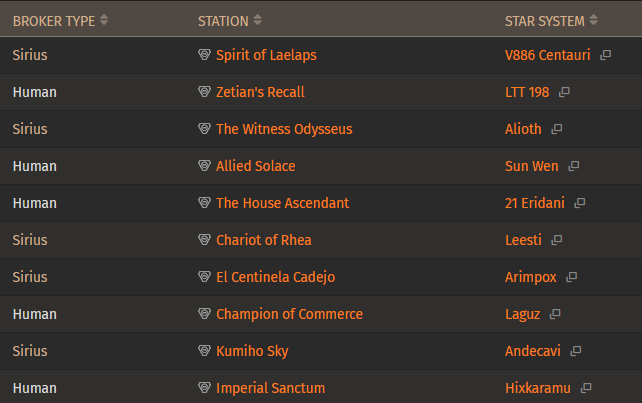 BROKER TYPE STATION STAR SYSTEM
Sirius Spirit of Laelaps V886 Centauri
Human Zetian's Recall LTT 198
Sirius The Witness Odysseus Alioth
Human Allied Solace Sun Wen
Human The House Ascendant 21 Eridani
Sirius Chariot of Rhea Leesti
Sirius El Centinela Cadejo Arimpox
Human Champion of Commerce Laguz
Sirius Kumiho Sky Andecavi
Human Imperial Sanctum Hixkaramu